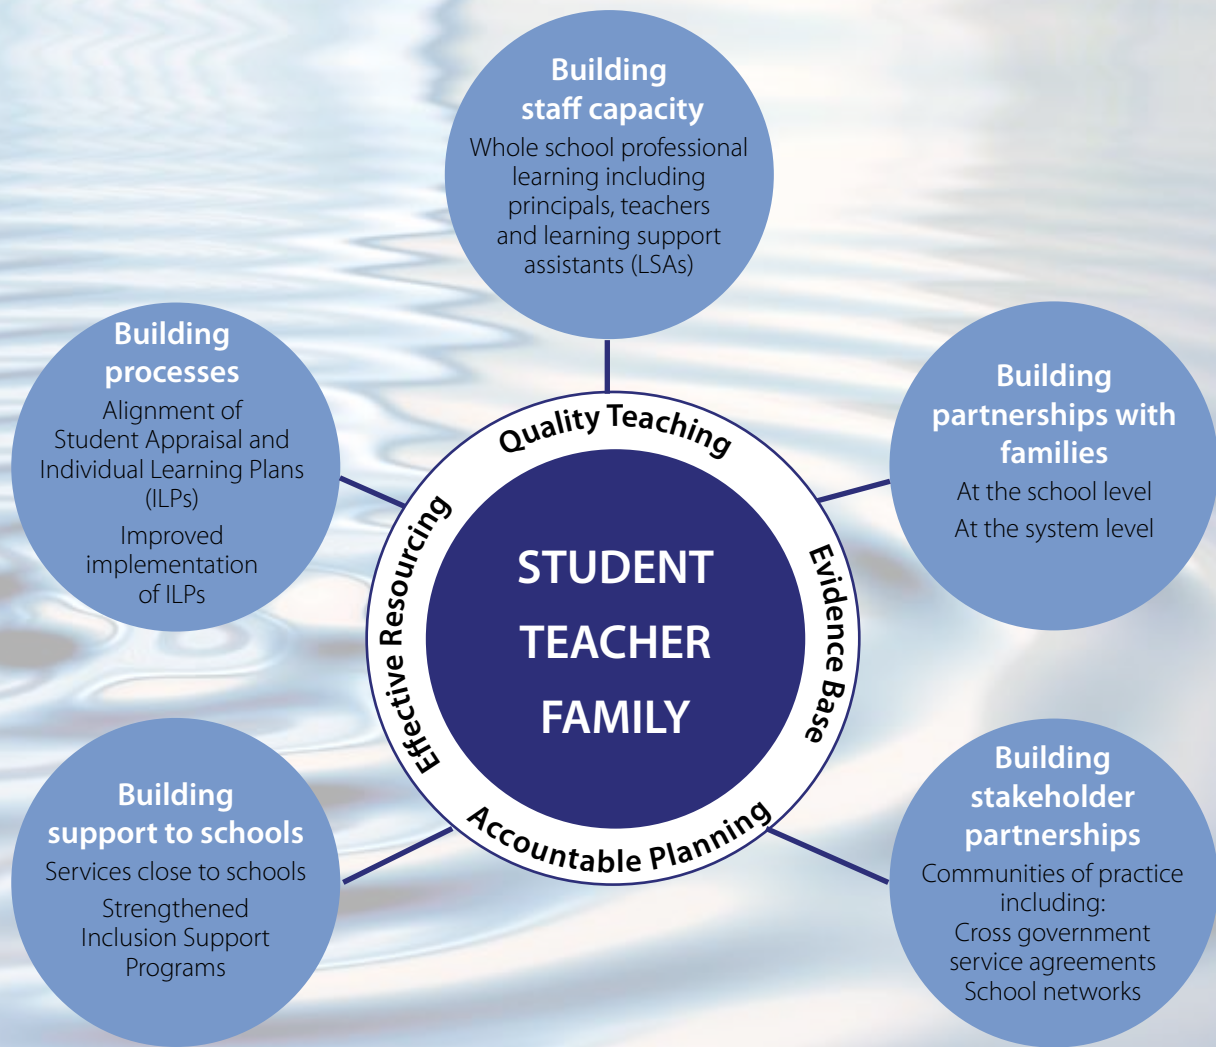 Building
staff capacity
Whole school professional
learning including
principals, teachers
and learning support
assistants (LSAs)
Building
processes
Alignment of
Student Appraisal and
Individual Learning Plans
(ILPs)
Improved
implementation
of ILPs
Building
partnerships with
families
At the school level
At the system level
Quality Teaching
Effective Resourcing
Evidence Base
Accountable Planning
STUDENT
TEACHER
FAMILY
Building
support to schools
Services close to schools
Strengthened
Inclusion Support
Programs
Building
stakeholder
partnerships
Communities of practice
including:
Cross government
service agreements
School networks